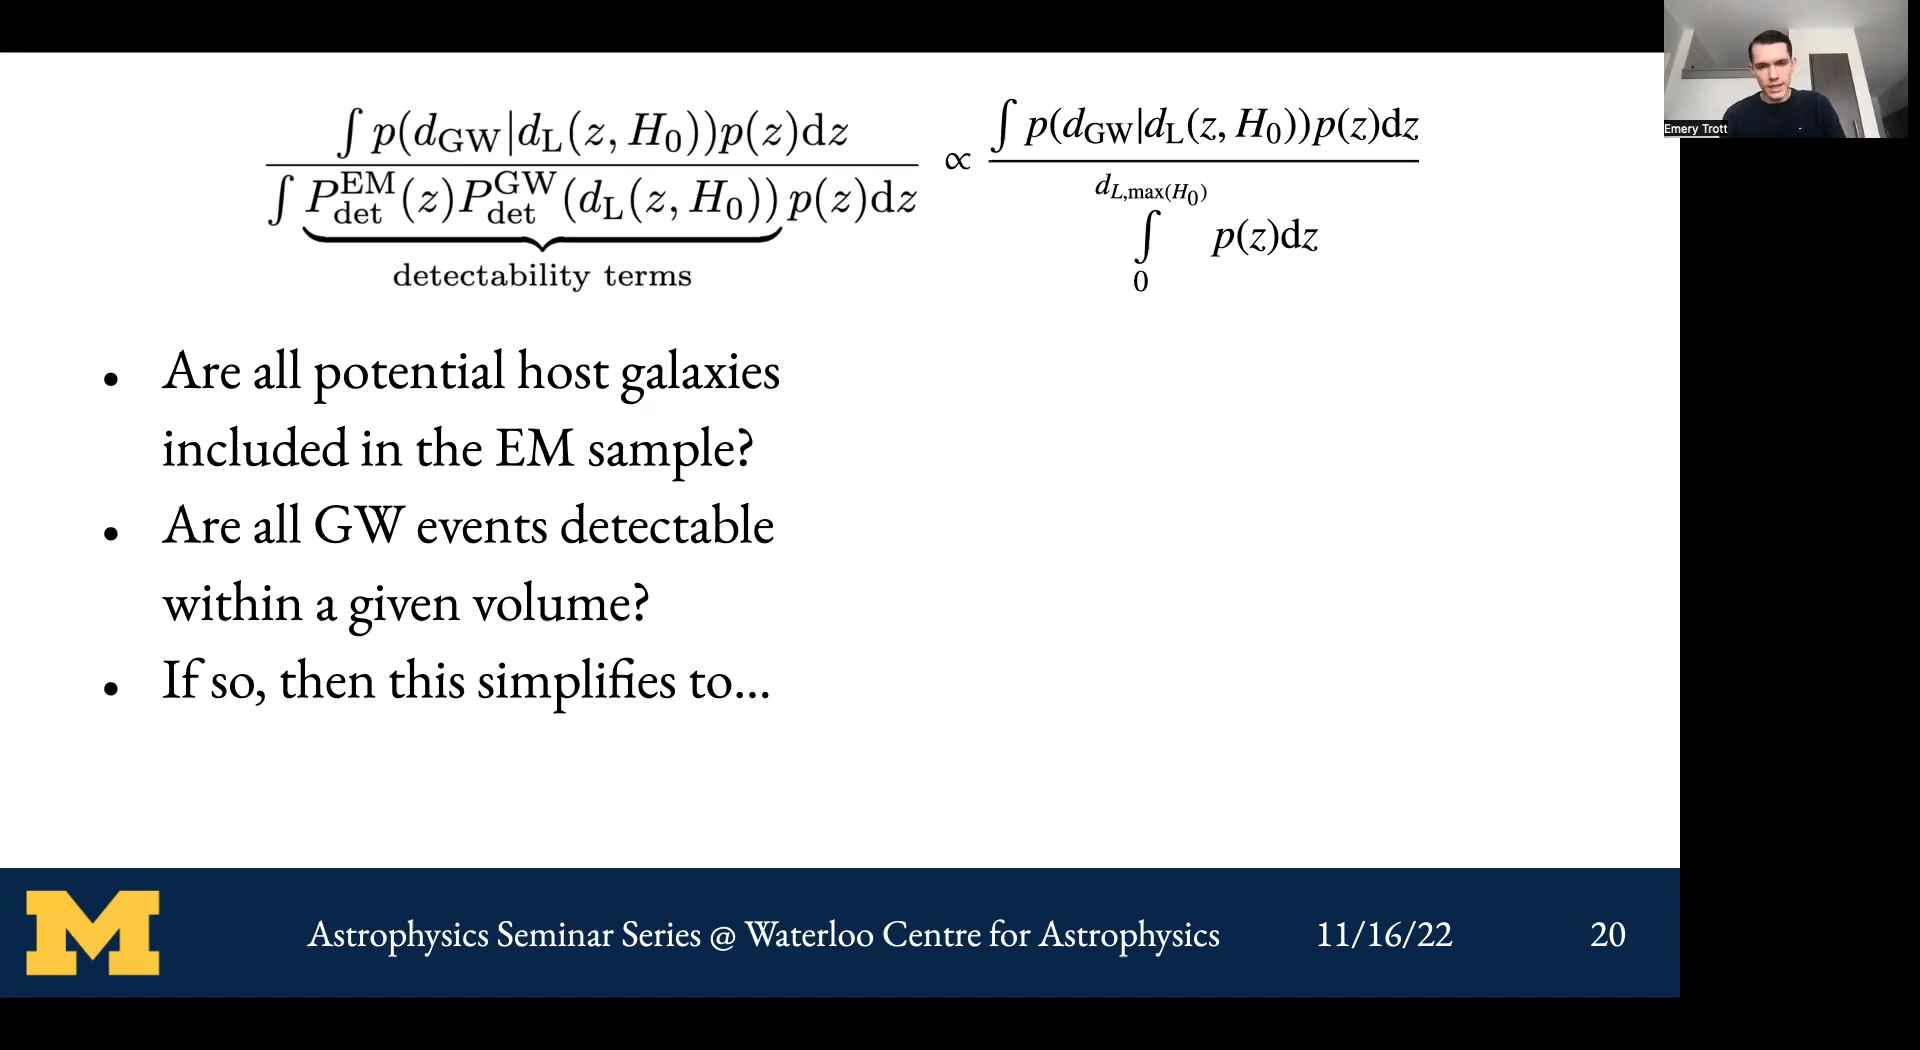 ∫ p(d_GW|d_L(z, H_0))p(z)dz
∫ P_det^EM(z)P_det^GW(d_L(z, H_0)) p(z)dz
detectability terms
∝
∫ p(d_GW|d_L(z, H_0))p(z)dz
d_L,max(H_0)
∫ p(z)dz
0
• Are all potential host galaxies
included in the EM sample?
• Are all GW events detectable
within a given volume?
• If so, then this simplifies to...
M
Astrophysics Seminar Series @ Waterloo Centre for Astrophysics
11/16/22
20
Emery Trott